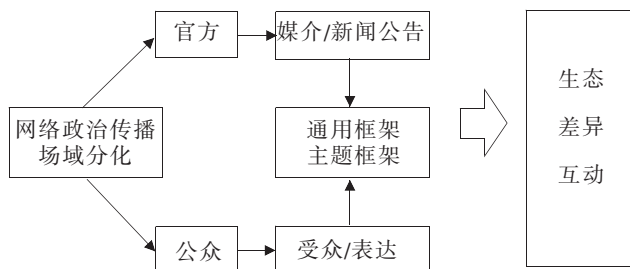 官方
媒介/新闻公告
网络政治传播
场域分化
通用框架
主题框架
公众
受众/表达
生态
差异
互动